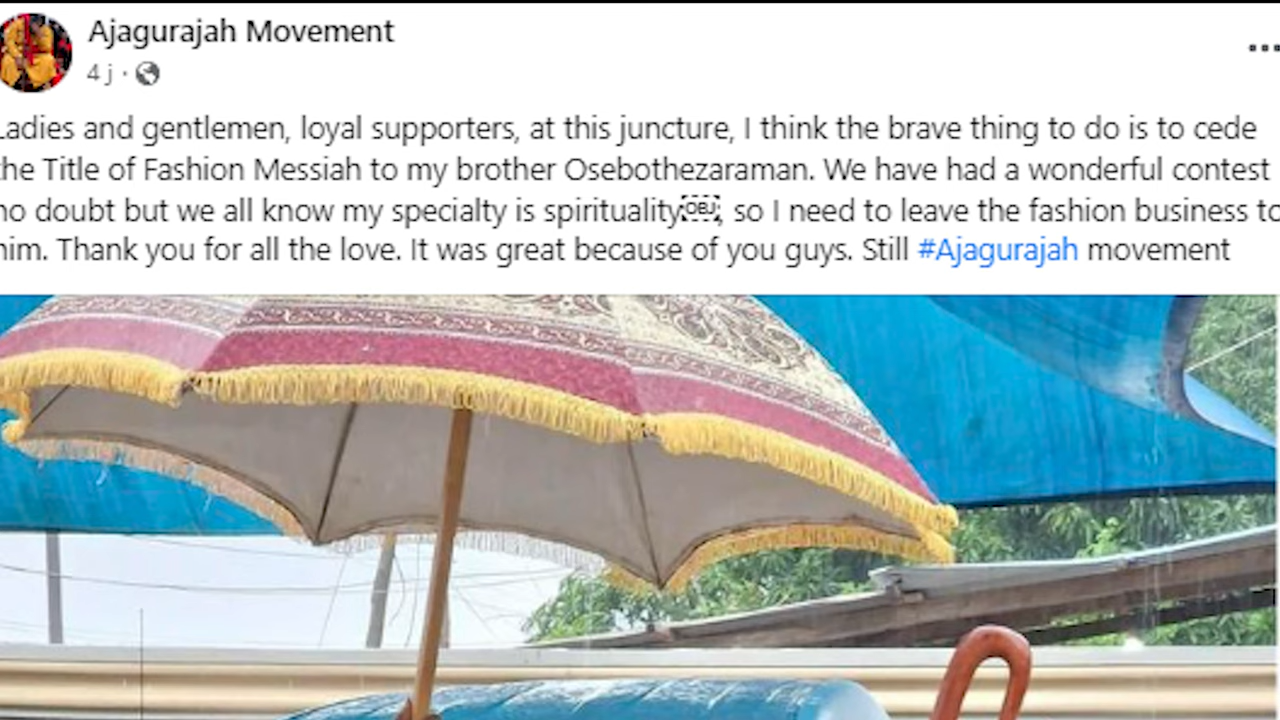 Ajagurajah Movement
4 j ·
Ladies and gentlemen, loyal supporters, at this juncture, I think the brave thing to do is to cede
the Title of Fashion Messiah to my brother Osebothezaraman. We have had a wonderful contest
no doubt but we all know my specialty is spirituality￼, so I need to leave the fashion business to
him. Thank you for all the love. It was great because of you guys. Still #Ajagurajah movement